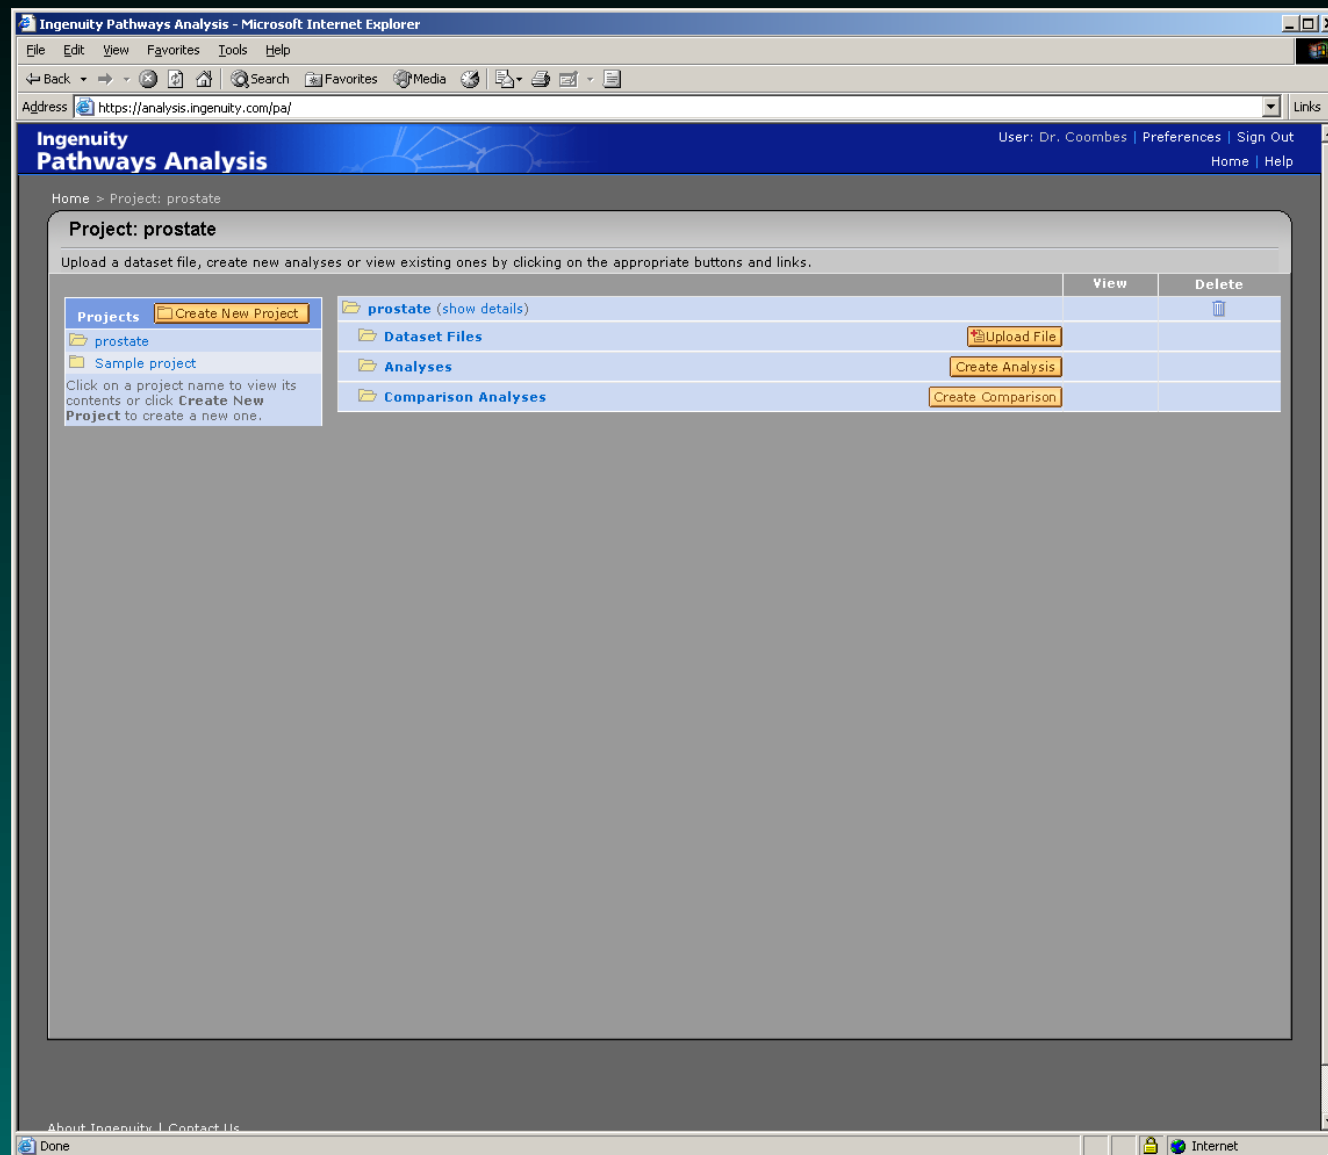 Ingenuity Pathways Analysis - Microsoft Internet Explorer
File Edit View Favorites Tools Help
Back Search Favorites Media
Address https://analysis.ingenuity.com/pa/ Links
Ingenuity
Pathways Analysis
User: Dr. Coombes | Preferences | Sign Out
Home | Help
Home > Project: prostate
Project: prostate
Upload a dataset file, create new analyses or view existing ones by clicking on the appropriate buttons and links.
View Delete
Projects Create New Project
prostate
Sample project
Click on a project name to view its
contents or click Create New
Project to create a new one.
prostate (show details)
Dataset Files Upload File
Analyses Create Analysis
Comparison Analyses Create Comparison
About Ingenuity | Contact Us
Done Internet